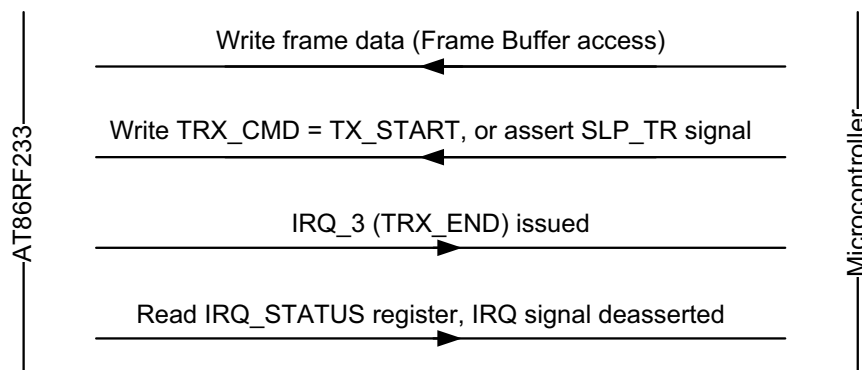 Write frame data (Frame Buffer access)
Write TRX_CMD = TX_START, or assert SLP_TR signal
AT86RF233
Microcontroller
IRQ_3 (TRX_END) issued
Read IRQ_STATUS register, IRQ signal deasserted